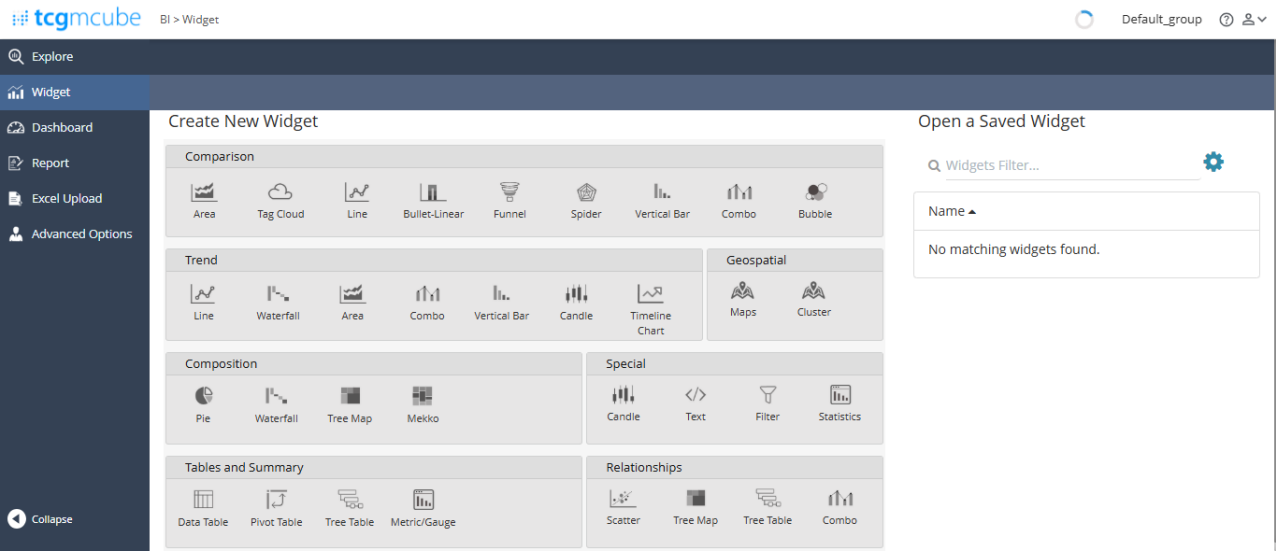 tcgmcube BI > Widget Default_group
Explore
Widget
Dashboard
Report
Excel Upload
Advanced Options
Collapse
Create New Widget
Comparison
Area Tag Cloud Line Bullet-Linear Funnel Spider Vertical Bar Combo Bubble
Trend
Line Waterfall Area Combo Vertical Bar Candle Timeline
Chart
Geospatial
Maps Cluster
Composition
Pie Waterfall Tree Map Mekko
Special
Candle Text Filter Statistics
Tables and Summary
Data Table Pivot Table Tree Table Metric/Gauge
Relationships
Scatter Tree Map Tree Table Combo
Open a Saved Widget
Widgets Filter...
Name
No matching widgets found.